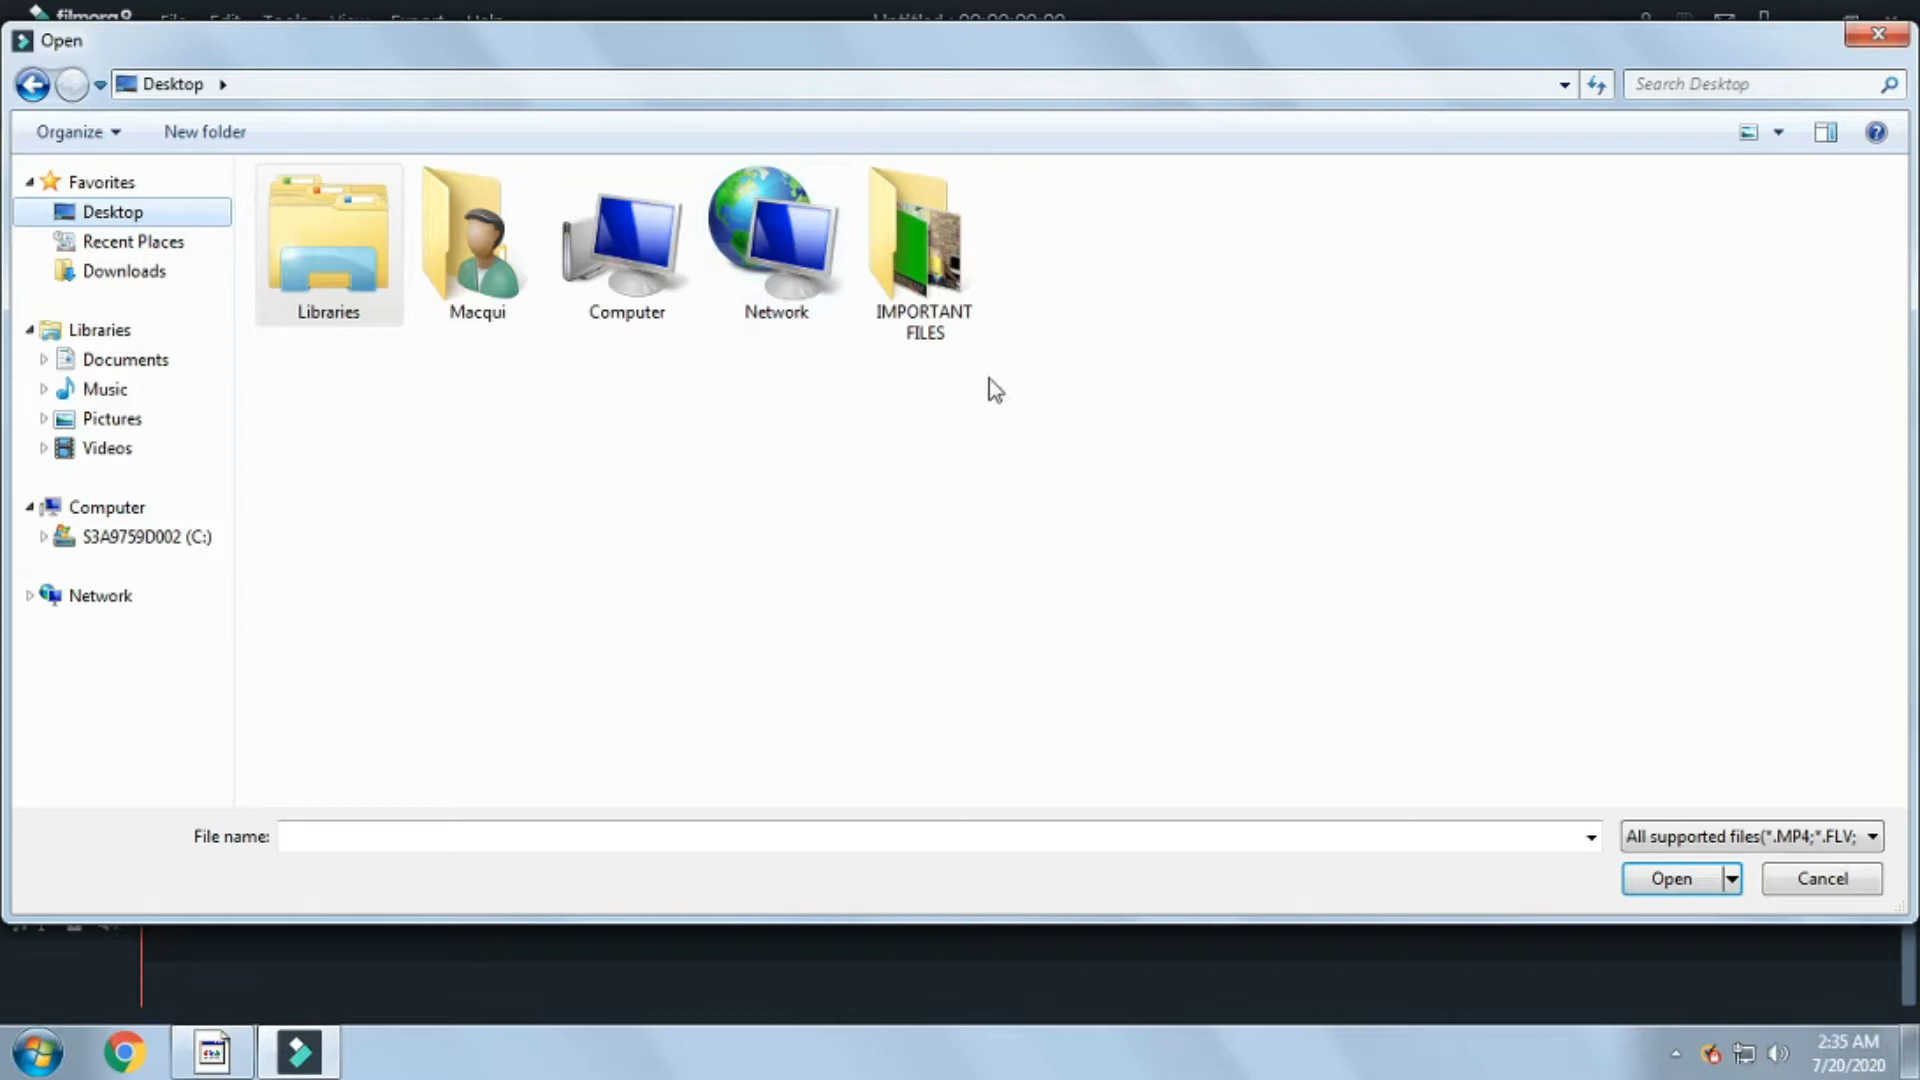 Open
Desktop
Search Desktop
Organize
New folder
Favorites
Desktop
Recent Places
Downloads
Libraries
Documents
Music
Pictures
Videos
Computer
S3A9759D002 (C:)
Network
Libraries
Macqui
Computer
Network
IMPORTANT
FILES
File name:
All supported files(*.MP4;*.FLV;
Open
Cancel
2:35 AM
7/20/2020